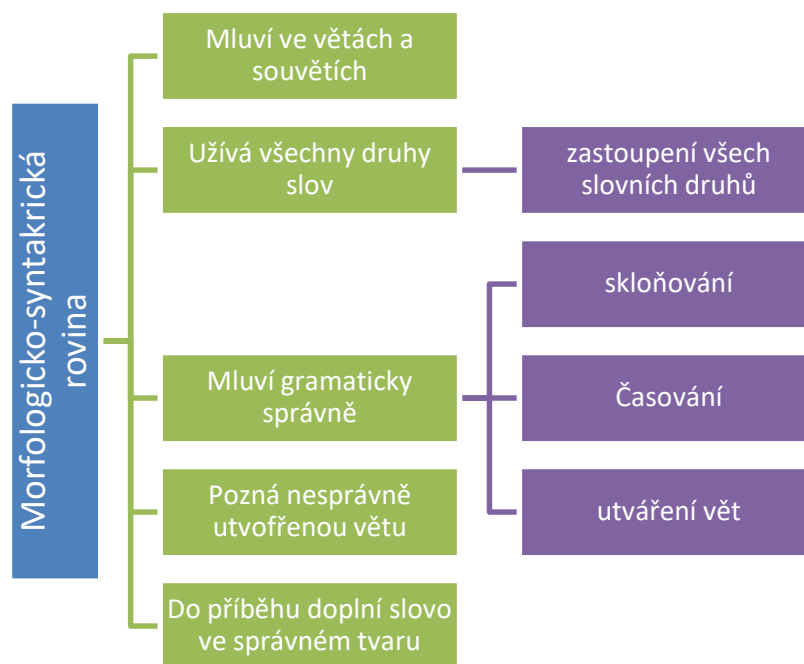 Morfologicko-syntakrická
rovina
Mluví ve větách a
souvětích
Užívá všechny druhy
slov
zastoupení všech
slovních druhů
Mluví gramaticky
správně
skloňování
Časování
utváření vět
Pozná nesprávně
utvofřenou větu
Do příběhu doplní slovo
ve správném tvaru